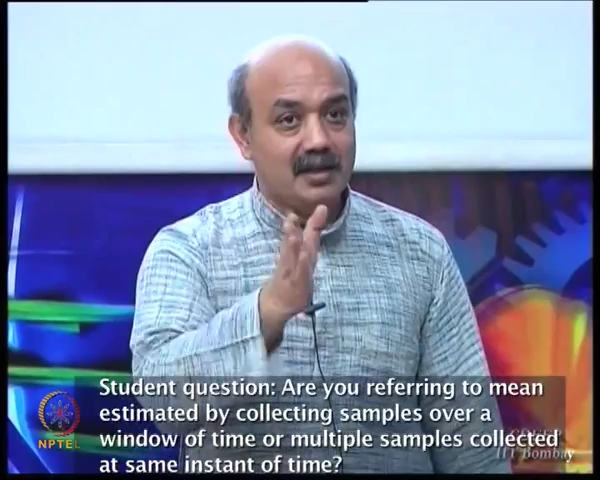 Student question: Are you referring to mean
estimated by collecting samples over a
window of time or multiple samples collected
at same instant of time?
NPTEL
CDEEP
IIT Bombay